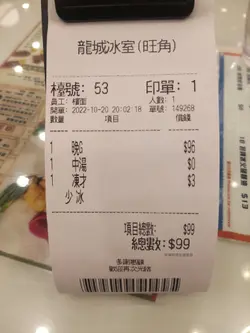 龍城冰室(旺角)
檯號: 53 印單: 1
員工: 樓面 人數: 1
開單: 2022-10-20 20:02:18 單號: 149268
數量 項目 價錢
1 晚G $96
1 中湯 $0
1 凍才 $3
少冰
項目總數: $99
總數: $99
多謝惠顧
歡迎再次光臨
$13